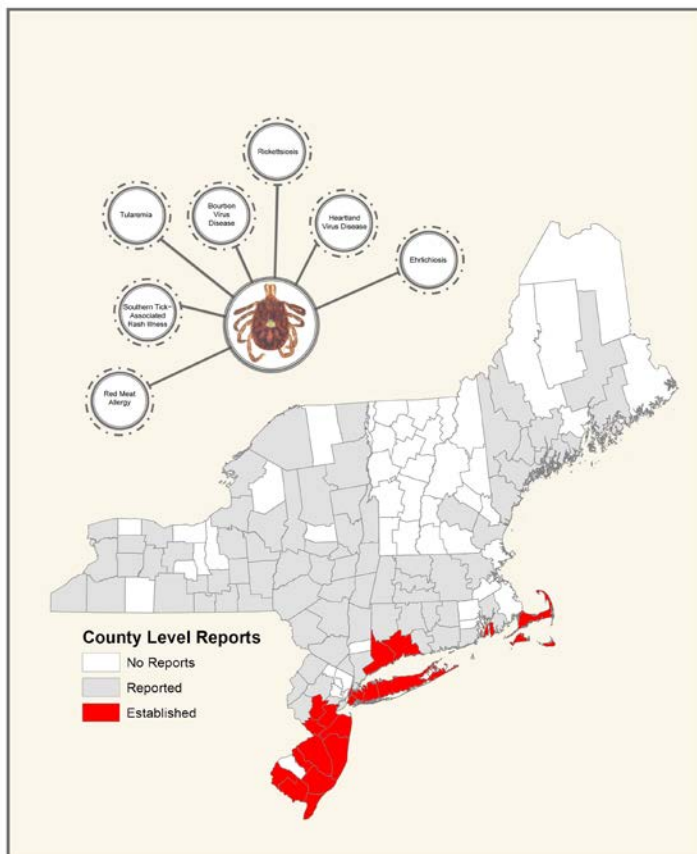 Rickettsiosis
Tularemia
Bourbon
Virus
Disease
Heartland
Virus Disease
Ehrlichiosis
Southern Tick-
Associated
Rash Illness
Red Meat
Allergy
County Level Reports
No Reports
Reported
Established